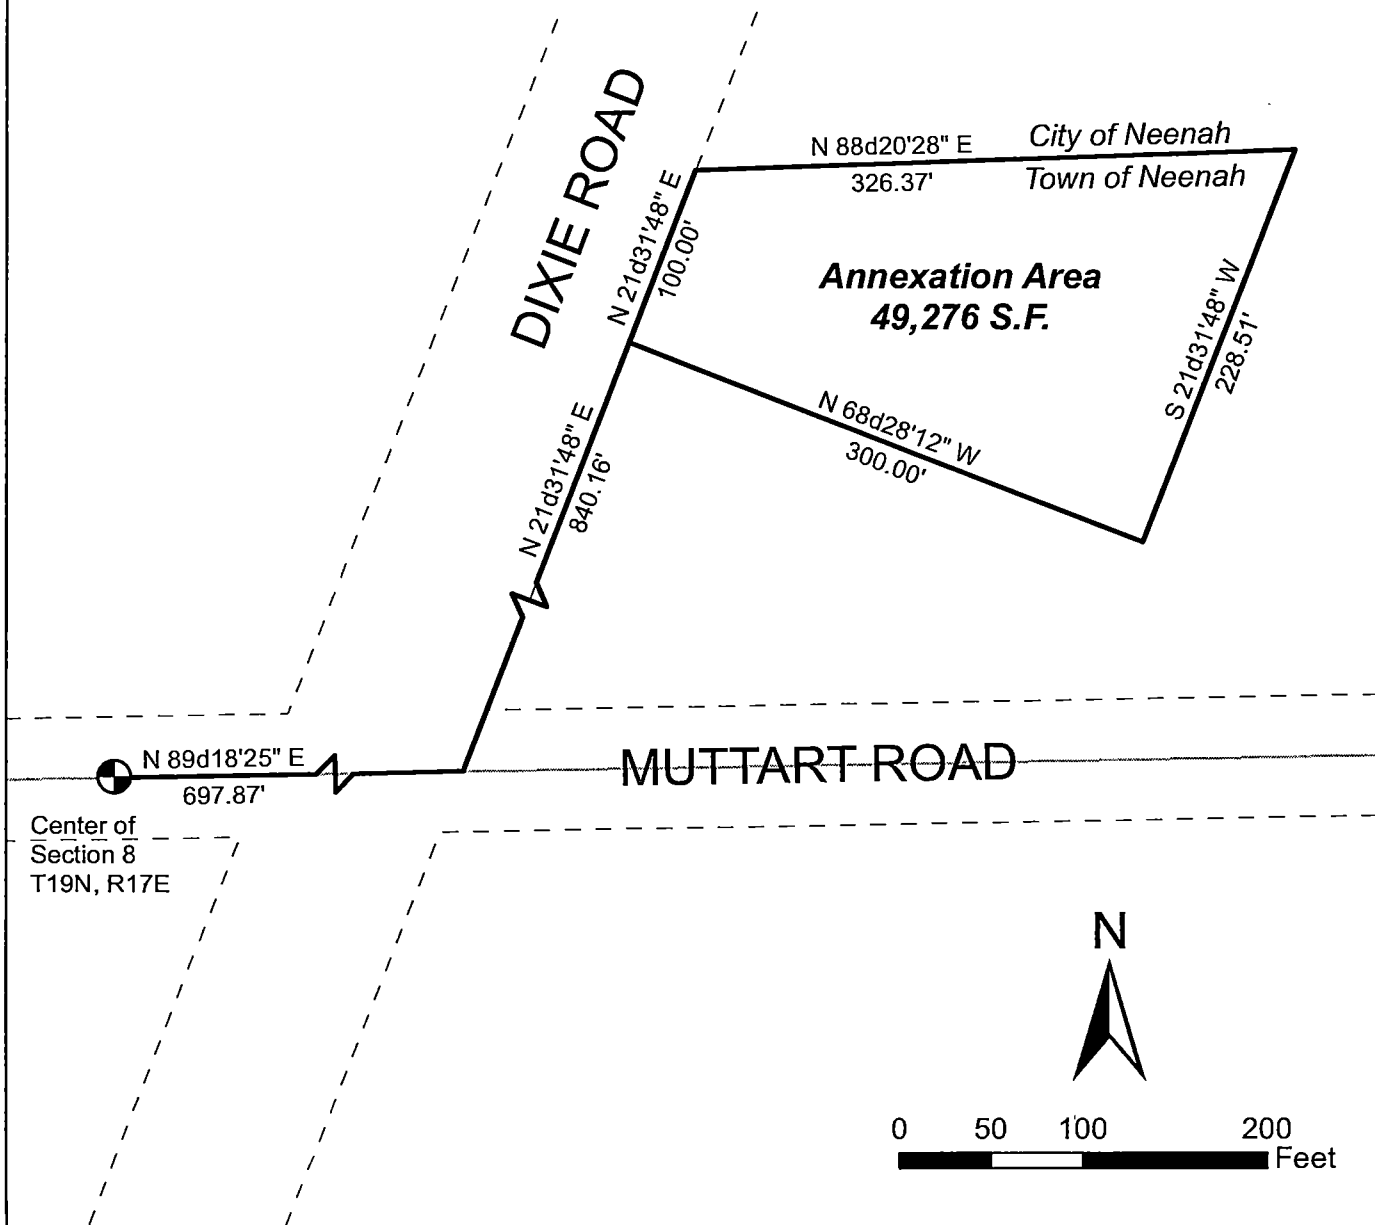 DIXIE ROAD
N 88d20'28" E
326.37'
City of Neenah
Town of Neenah
N 21d31'48" E
100.00'
Annexation Area
49,276 S.F.
S 21d31'48" W
228.51'
N 68d28'12" W
300.00'
N 21d31'48" E
840.16'
N 89d18'25" E
697.87'
MUTTART ROAD
Center of
Section 8
T19N, R17E
N
0 50 100 200
Feet